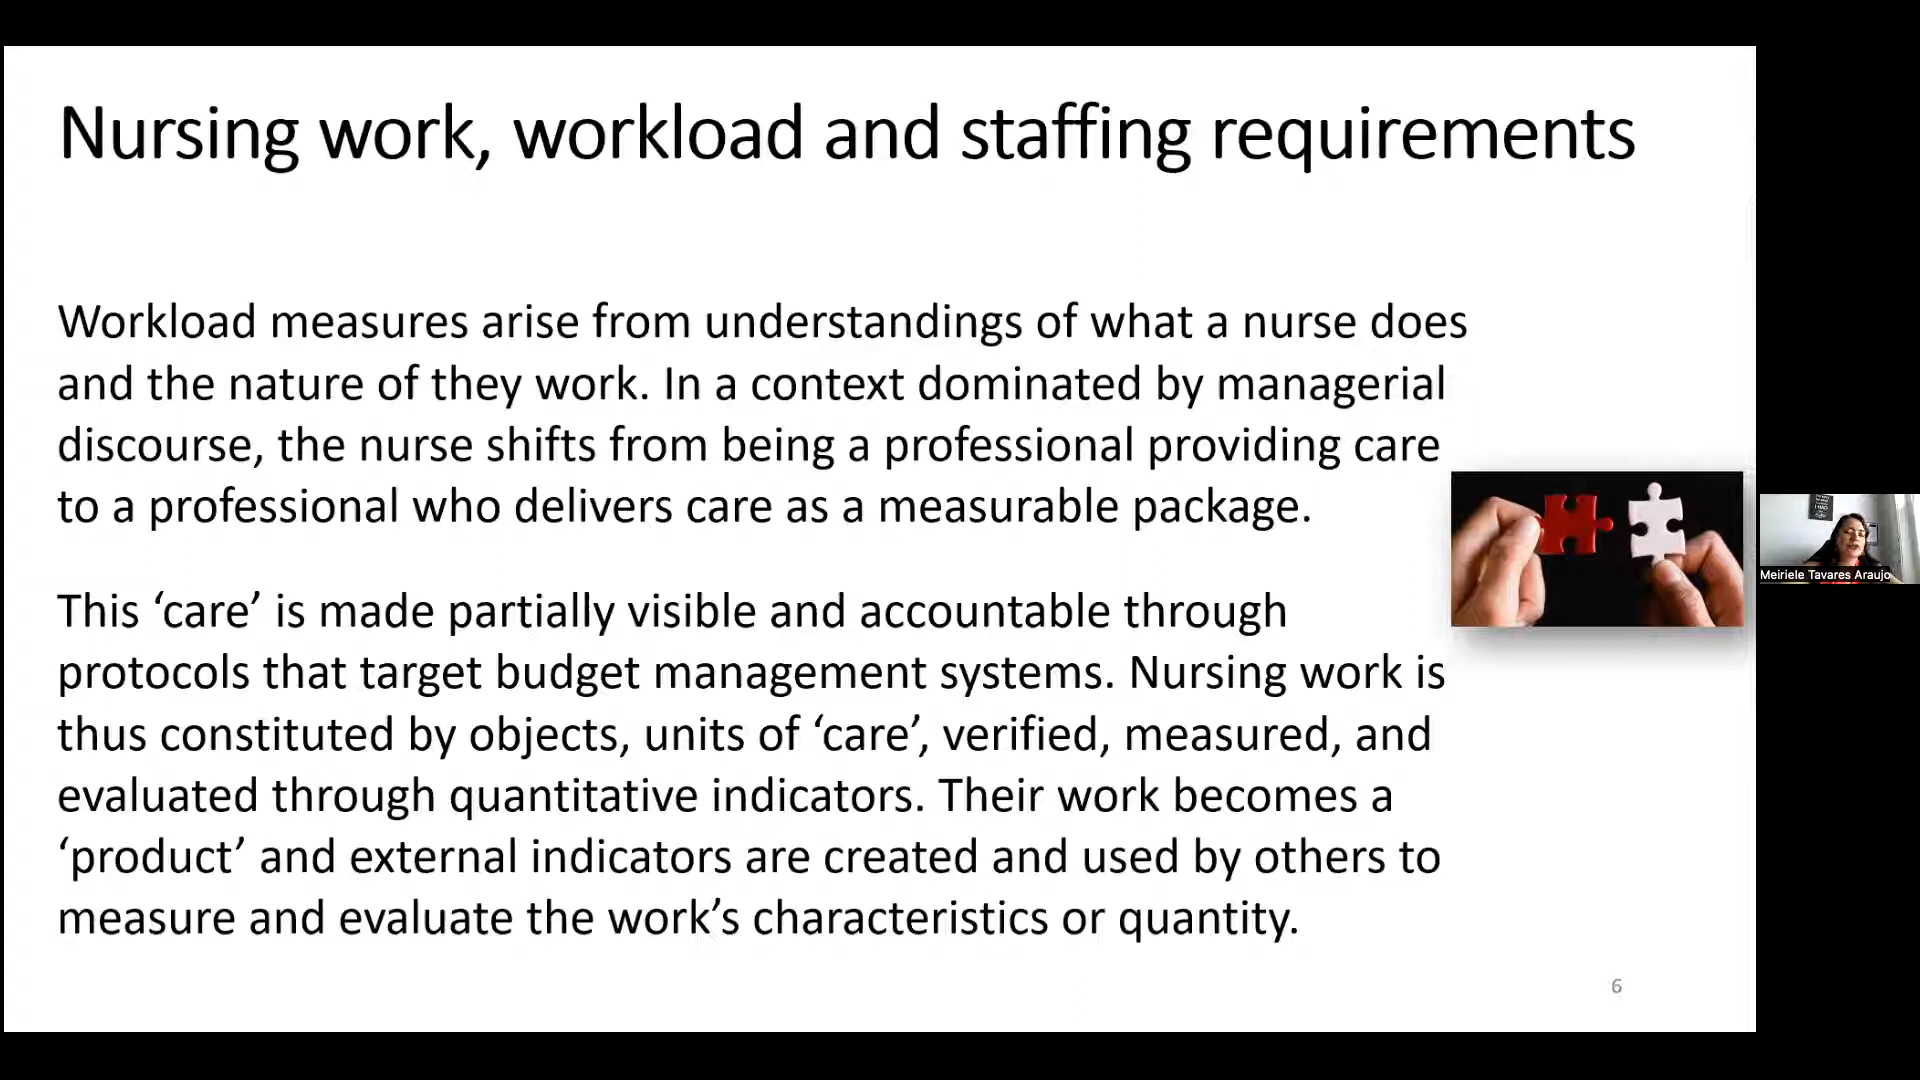 Nursing work, workload and staffing requirements
Workload measures arise from understandings of what a nurse does
and the nature of they work. In a context dominated by managerial
discourse, the nurse shifts from being a professional providing care
to a professional who delivers care as a measurable package.
This ‘care’ is made partially visible and accountable through
protocols that target budget management systems. Nursing work is
thus constituted by objects, units of ‘care’, verified, measured, and
evaluated through quantitative indicators. Their work becomes a
‘product’ and external indicators are created and used by others to
measure and evaluate the work’s characteristics or quantity.
6
Meiriele Tavares Araujo